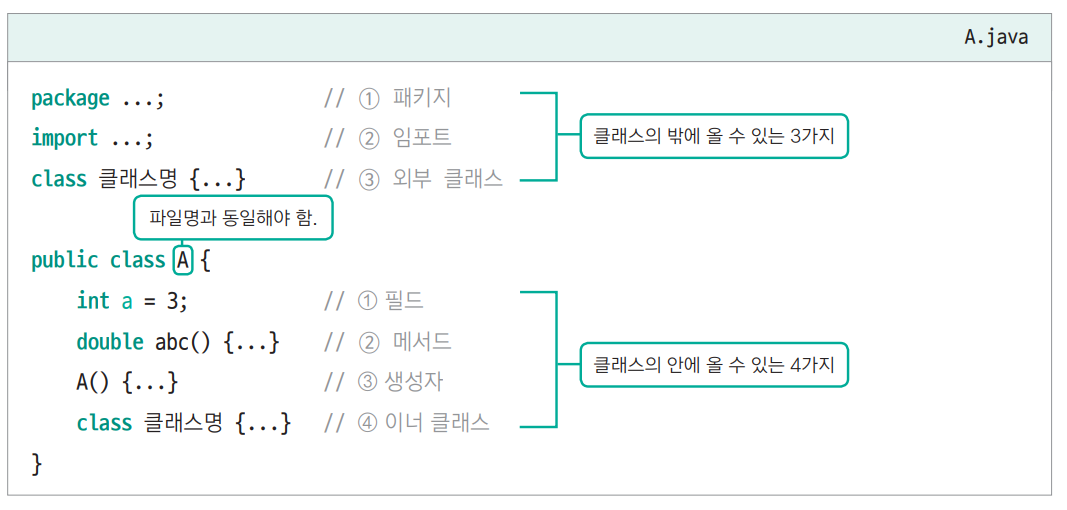 A.java
package ...; // ① 패키지
import ...; // ② 임포트
클래스의 밖에 올 수 있는 3가지
class 클래스명 {...} // ③ 외부 클래스
파일명과 동일해야 함.
public class A {
int a = 3; // ① 필드
double abc() {...} // ② 메서드
클래스의 안에 올 수 있는 4가지
A() {...} // ③ 생성자
class 클래스명 {...} // ④ 이너 클래스
}